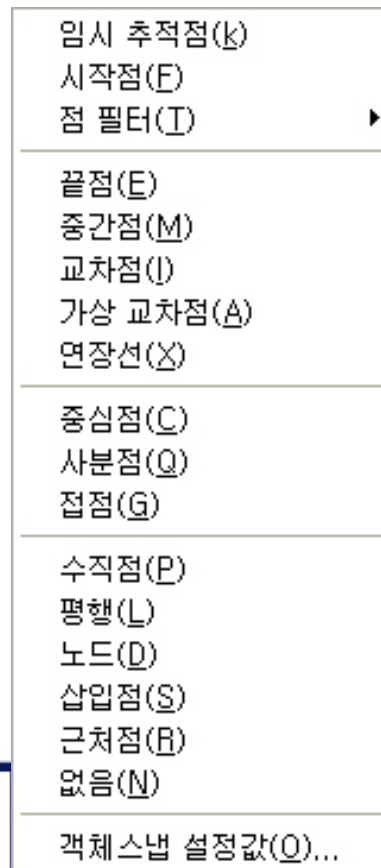 임시 추적점(k)
시작점(F)
점 필터(T)
끝점(E)
중간점(M)
교차점(I)
가상 교차점(A)
연장선(X)
중심점(C)
사분점(Q)
접점(G)
수직점(P)
평행(L)
노드(D)
삽입점(S)
근처점(R)
없음(N)
객체스냅 설정값(O)...